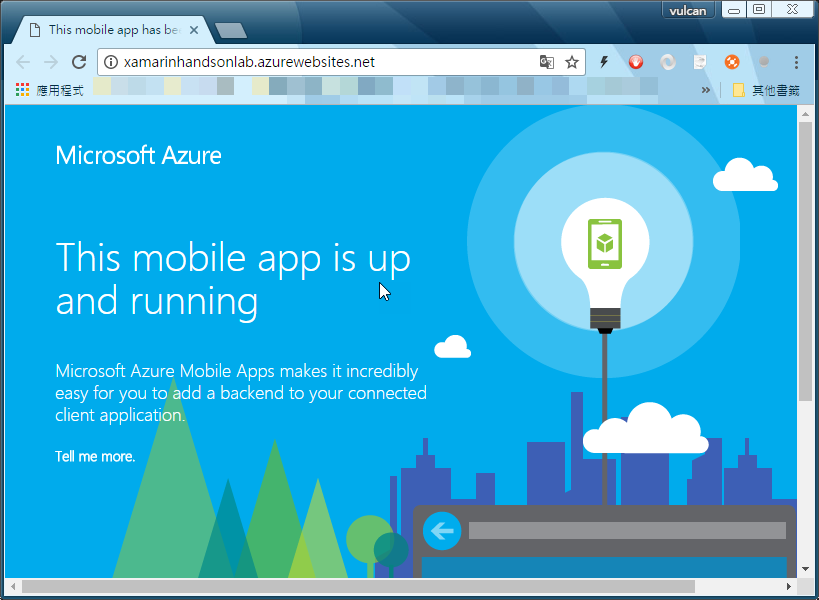 vulcan
This mobile app has be
xamarinhandsonlab.azurewebsites.net
應用程式
»
其他書籤
Microsoft Azure
This mobile app is up
and running
Microsoft Azure Mobile Apps makes it incredibly
easy for you to add a backend to your connected
client application.
Tell me more.